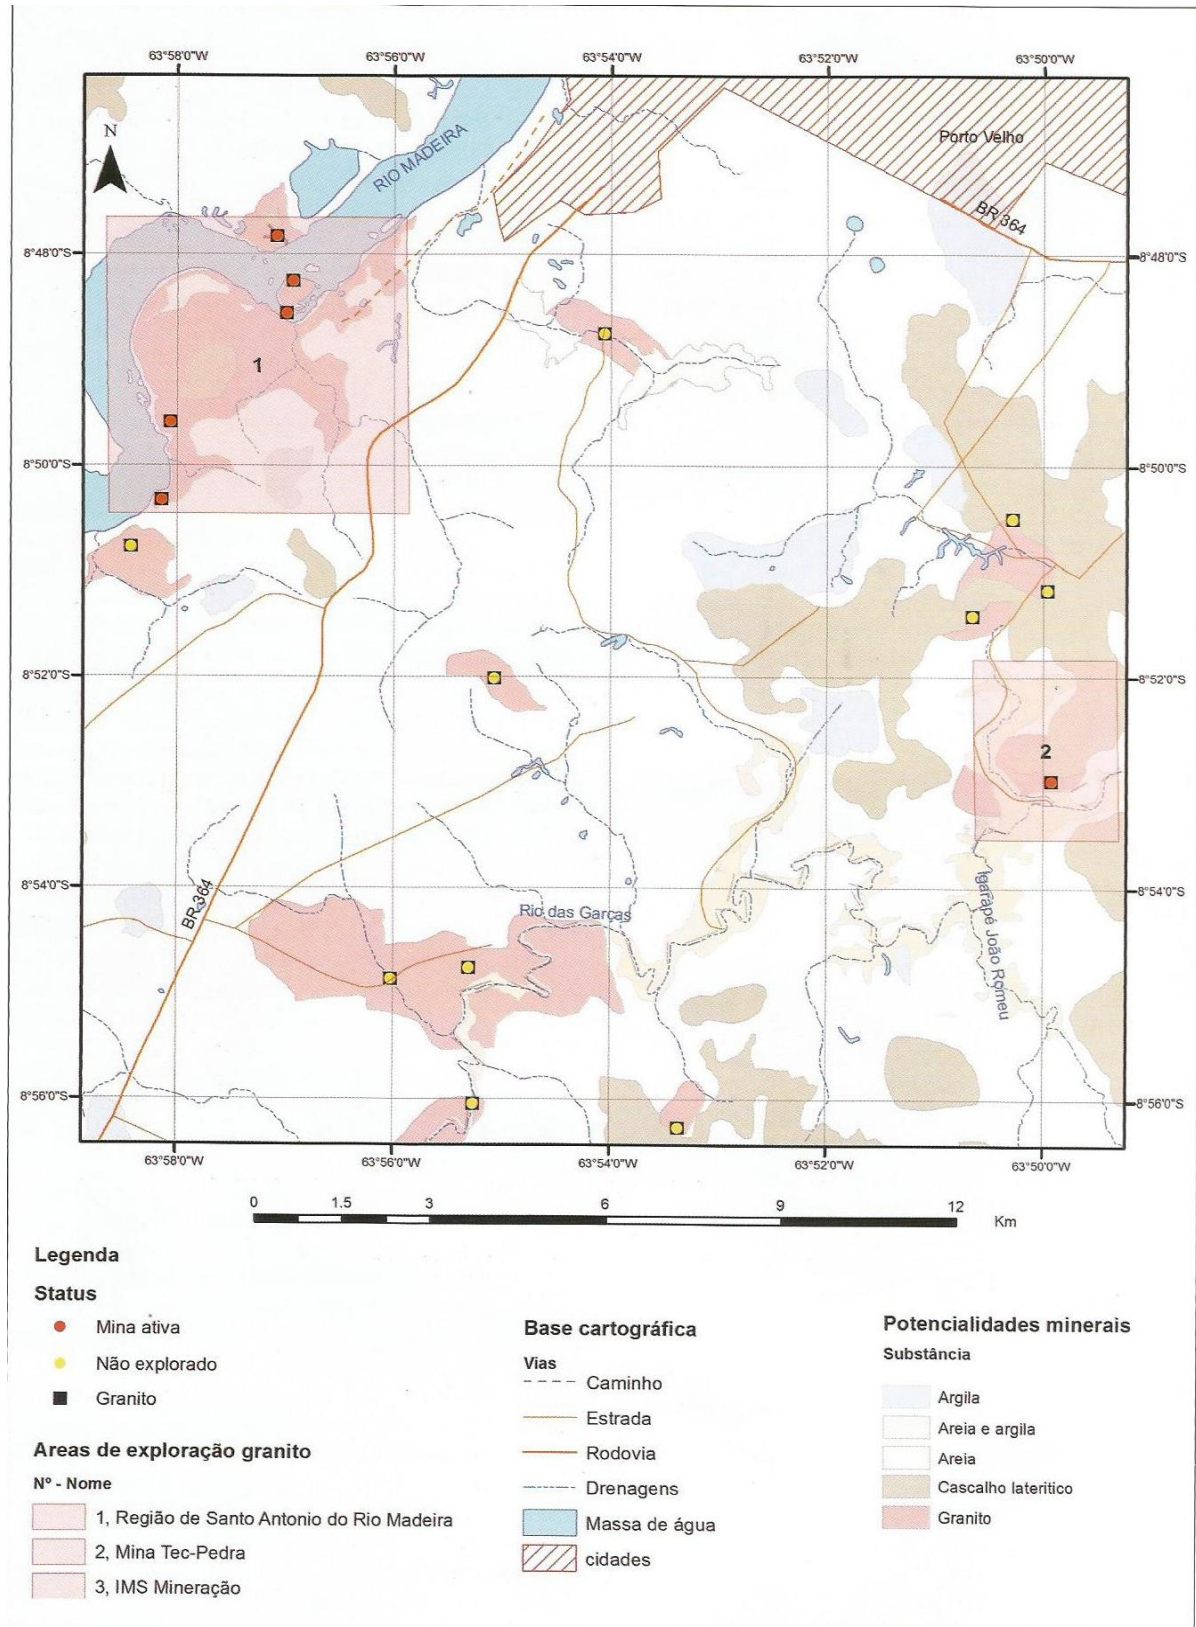 63°58'0"W 63°56'0"W 63°54'0"W 63°52'0"W 63°50'0"W
N
RIO MADEIRA
Porto Velho
BR 364
8°48'0"S
8°48'0"S
1
8°50'0"S
8°50'0"S
8°52'0"S
8°52'0"S
2
8°54'0"S
8°54'0"S
BR-364
Rio das Garças
Igarapé João Romeu
8°56'0"S
8°56'0"S
63°58'0"W 63°56'0"W 63°54'0"W 63°52'0"W 63°50'0"W
0 1.5 3 6 9 12
Km
Legenda
Status
Mina ativa
Não explorado
Granito
Areas de exploração granito
Nº - Nome
1, Região de Santo Antonio do Rio Madeira
2, Mina Tec-Pedra
3, IMS Mineração
Base cartográfica
Vias
Caminho
Estrada
Rodovia
Drenagens
Massa de água
cidades
Potencialidades minerais
Substância
Argila
Areia e argila
Areia
Cascalho lateritico
Granito